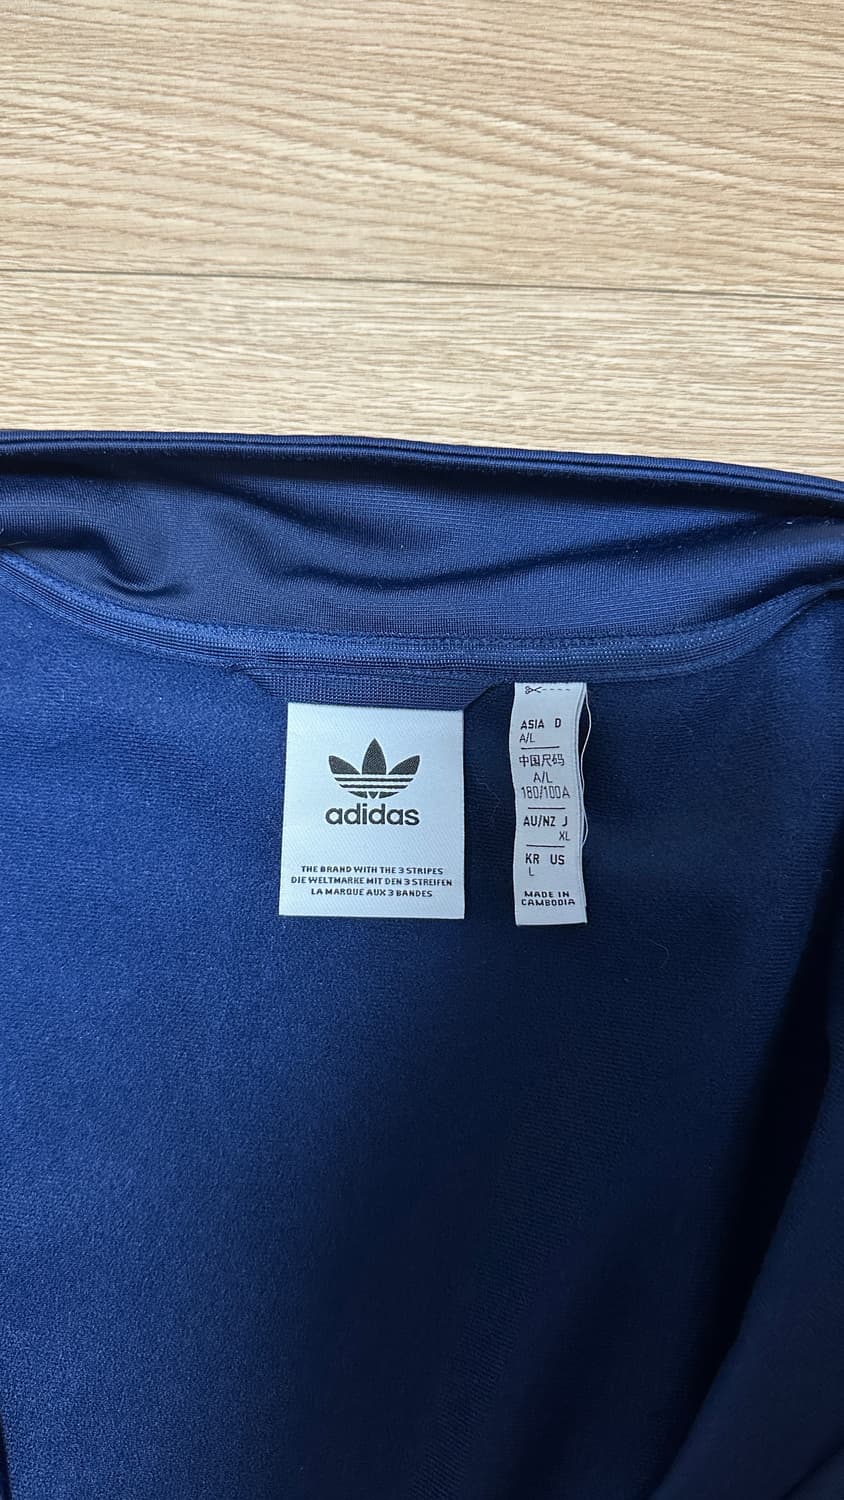 adidas
THE BRAND WITH THE 3 STRIPES
DIE WELTMARKE MIT DEN 3 STREIFEN
LA MARQUE AUX 3 BANDES
ASIA D
A/L
中国尺码
A/L
180/100A
AU/NZ J
XL
KR US
L
MADE IN
CAMBODIA